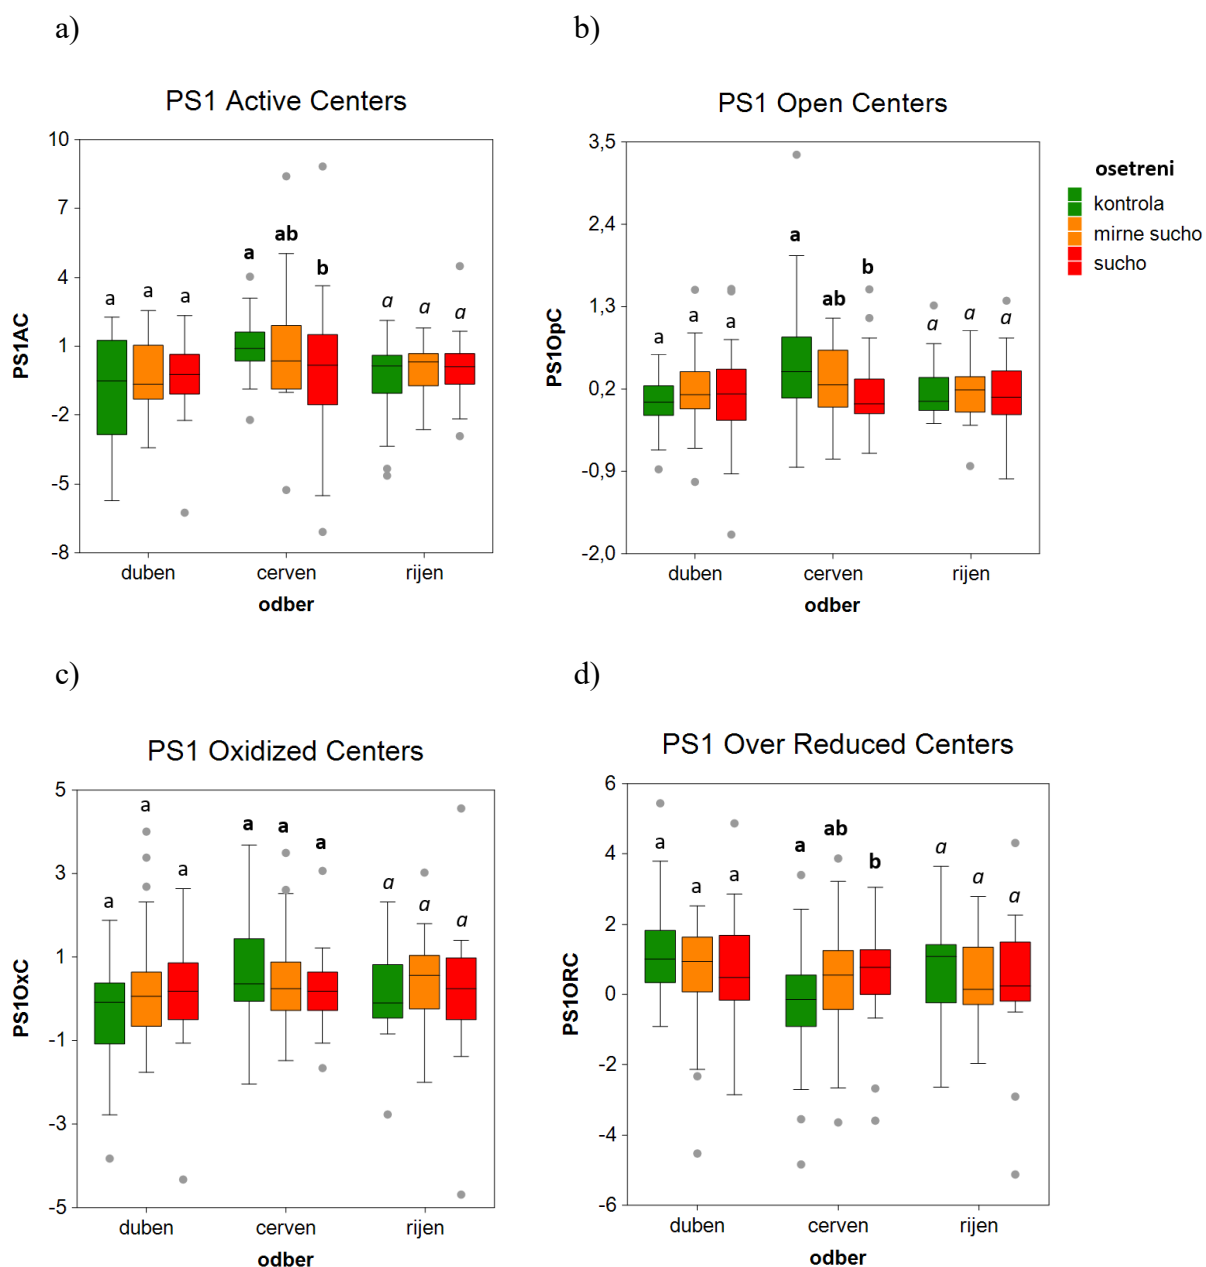 a)
b)
PS1 Active Centers
PS1 Open Centers
10
7
4
1
-2
-5
-8
PS1AC
a
a
a
a
ab
b
a
a
a
duben
cerven
rijen
odber
3,5
2,4
1,3
0,2
-0,9
-2,0
PS1OpC
a
a
a
a
ab
b
a
a
a
duben
cerven
rijen
odber
osetreni
kontrola
mirne sucho
sucho
c)
d)
PS1 Oxidized Centers
PS1 Over Reduced Centers
5
3
1
-1
-3
-5
PS1OxC
a
a
a
a
a
a
a
a
a
duben
cerven
rijen
odber
6
4
2
0
-2
-4
-6
PS1ORC
a
a
a
a
ab
b
a
a
a
duben
cerven
rijen
odber